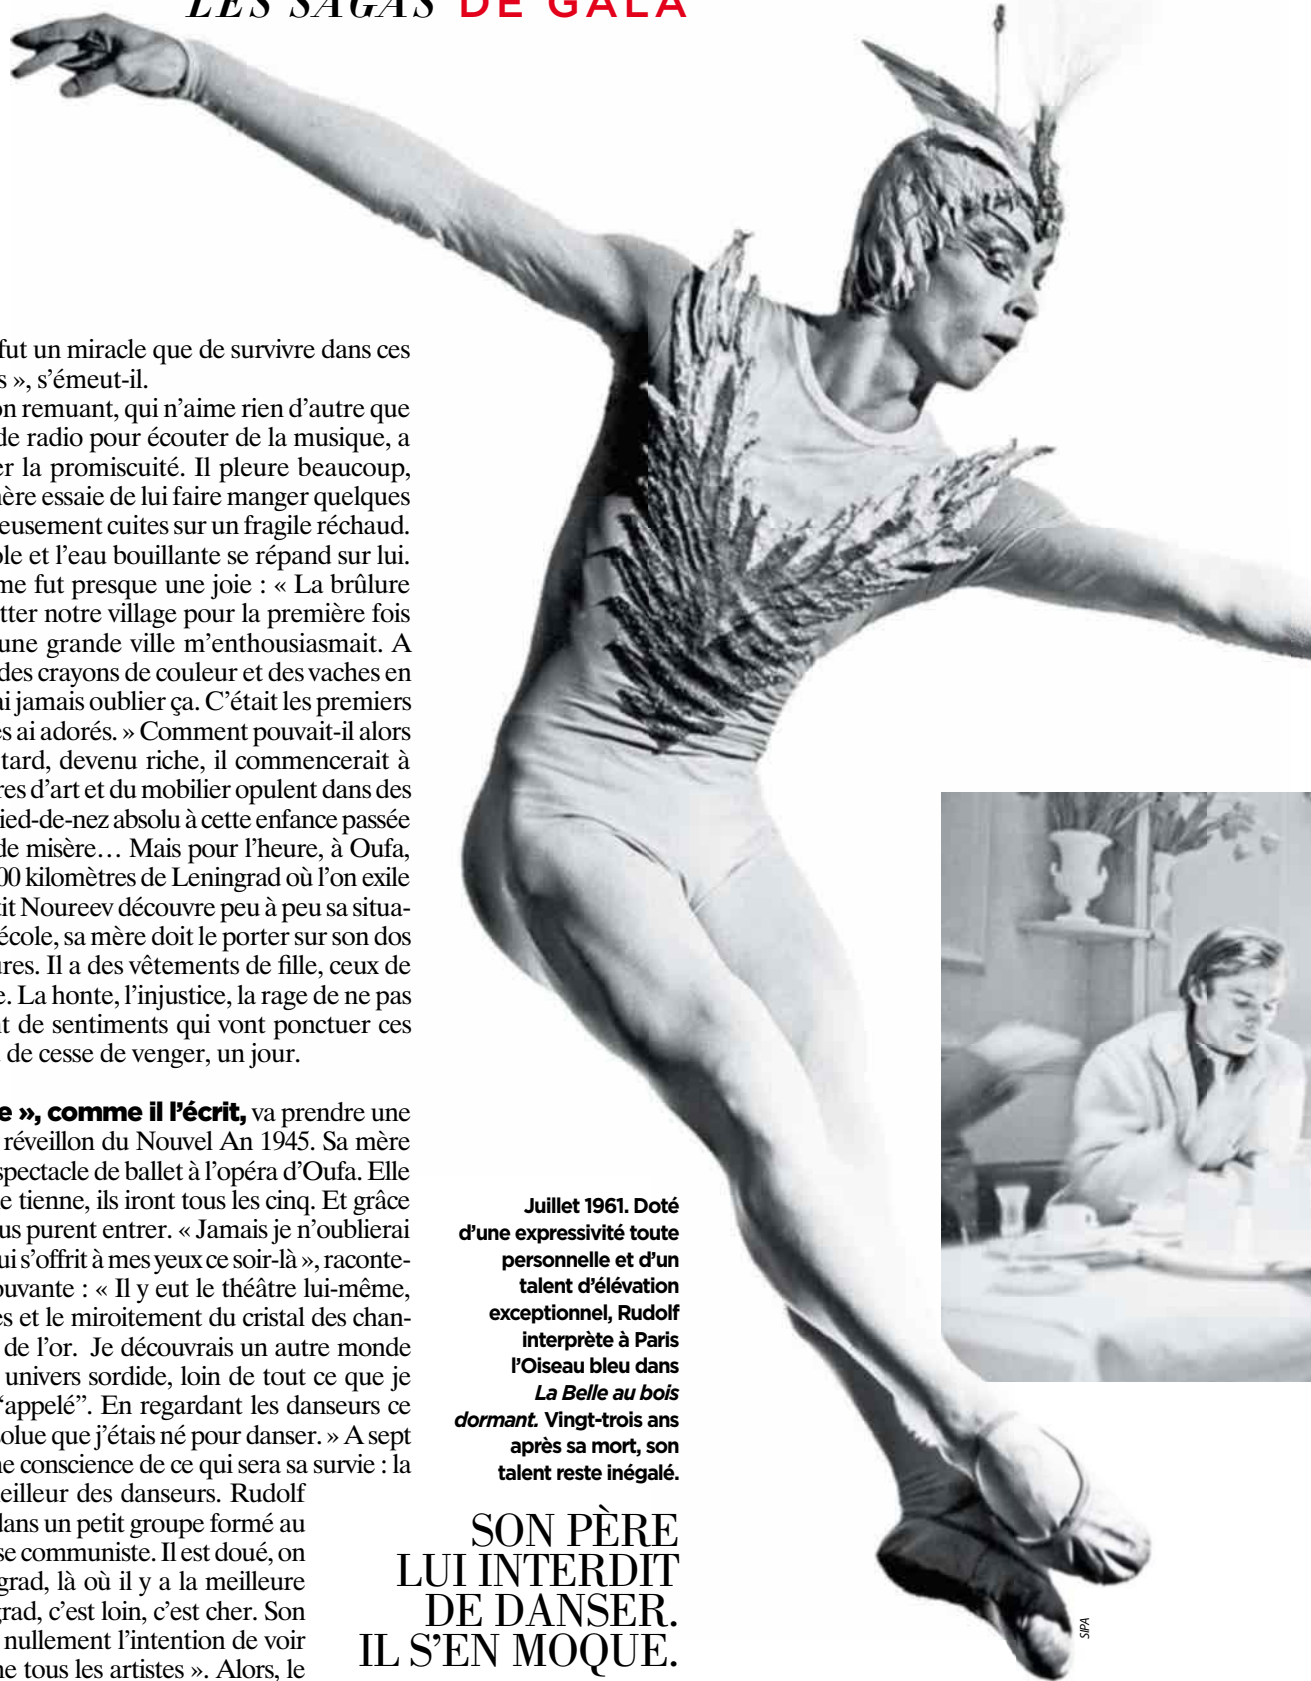 LES SAGAS DE GALA
fut un miracle que de survivre dans ces
s », s’émeut-il.
on remuant, qui n’aime rien d’autre que
de radio pour écouter de la musique, a
er la promiscuité. Il pleure beaucoup,
ère essaie de lui faire manger quelques
eusement cuites sur un fragile réchaud.
ole et l’eau bouillante se répand sur lui.
me fut presque une joie : « La brûlure
tter notre village pour la première fois
une grande ville m’enthousiasmait. A
des crayons de couleur et des vaches en
ai jamais oublier ça. C’était les premiers
es ai adorés. » Comment pouvait-il alors
tard, devenu riche, il commencerait à
res d’art et du mobilier opulent dans des
ied-de-nez absolu à cette enfance passée
de misère… Mais pour l’heure, à Oufa,
00 kilomètres de Leningrad où l’on exile
tit Noureev découvre peu à peu sa situa-
école, sa mère doit le porter sur son dos
ures. Il a des vêtements de fille, ceux de
e. La honte, l’injustice, la rage de ne pas
nt de sentiments qui vont ponctuer ces
de cesse de venger, un jour.
e », comme il l’écrit, va prendre une
réveillon du Nouvel An 1945. Sa mère
spectacle de ballet à l’opéra d’Oufa. Elle
e tienne, ils iront tous les cinq. Et grâce
us purent entrer. « Jamais je n’oublierai
ui s’offrit à mes yeux ce soir-là », raconte-
ouvante : « Il y eut le théâtre lui-même,
es et le miroitement du cristal des chan-
de l’or. Je découvrais un autre monde
univers sordide, loin de tout ce que je
“appelé”. En regardant les danseurs ce
solue que j’étais né pour danser. » A sept
ne conscience de ce qui sera sa survie : la
eilleur des danseurs. Rudolf
dans un petit groupe formé au
se communiste. Il est doué, on
grad, là où il y a la meilleure
grad, c’est loin, c’est cher. Son
nullement l’intention de voir
ne tous les artistes ». Alors, le
Juillet 1961. Doté
d’une expressivité toute
personnelle et d’un
talent d’élévation
exceptionnel, Rudolf
interprète à Paris
l’Oiseau bleu dans
La Belle au bois
dormant. Vingt-trois ans
après sa mort, son
talent reste inégalé.
SON PÈRE
LUI INTERDIT
DE DANSER.
IL S’EN MOQUE.
SIPA